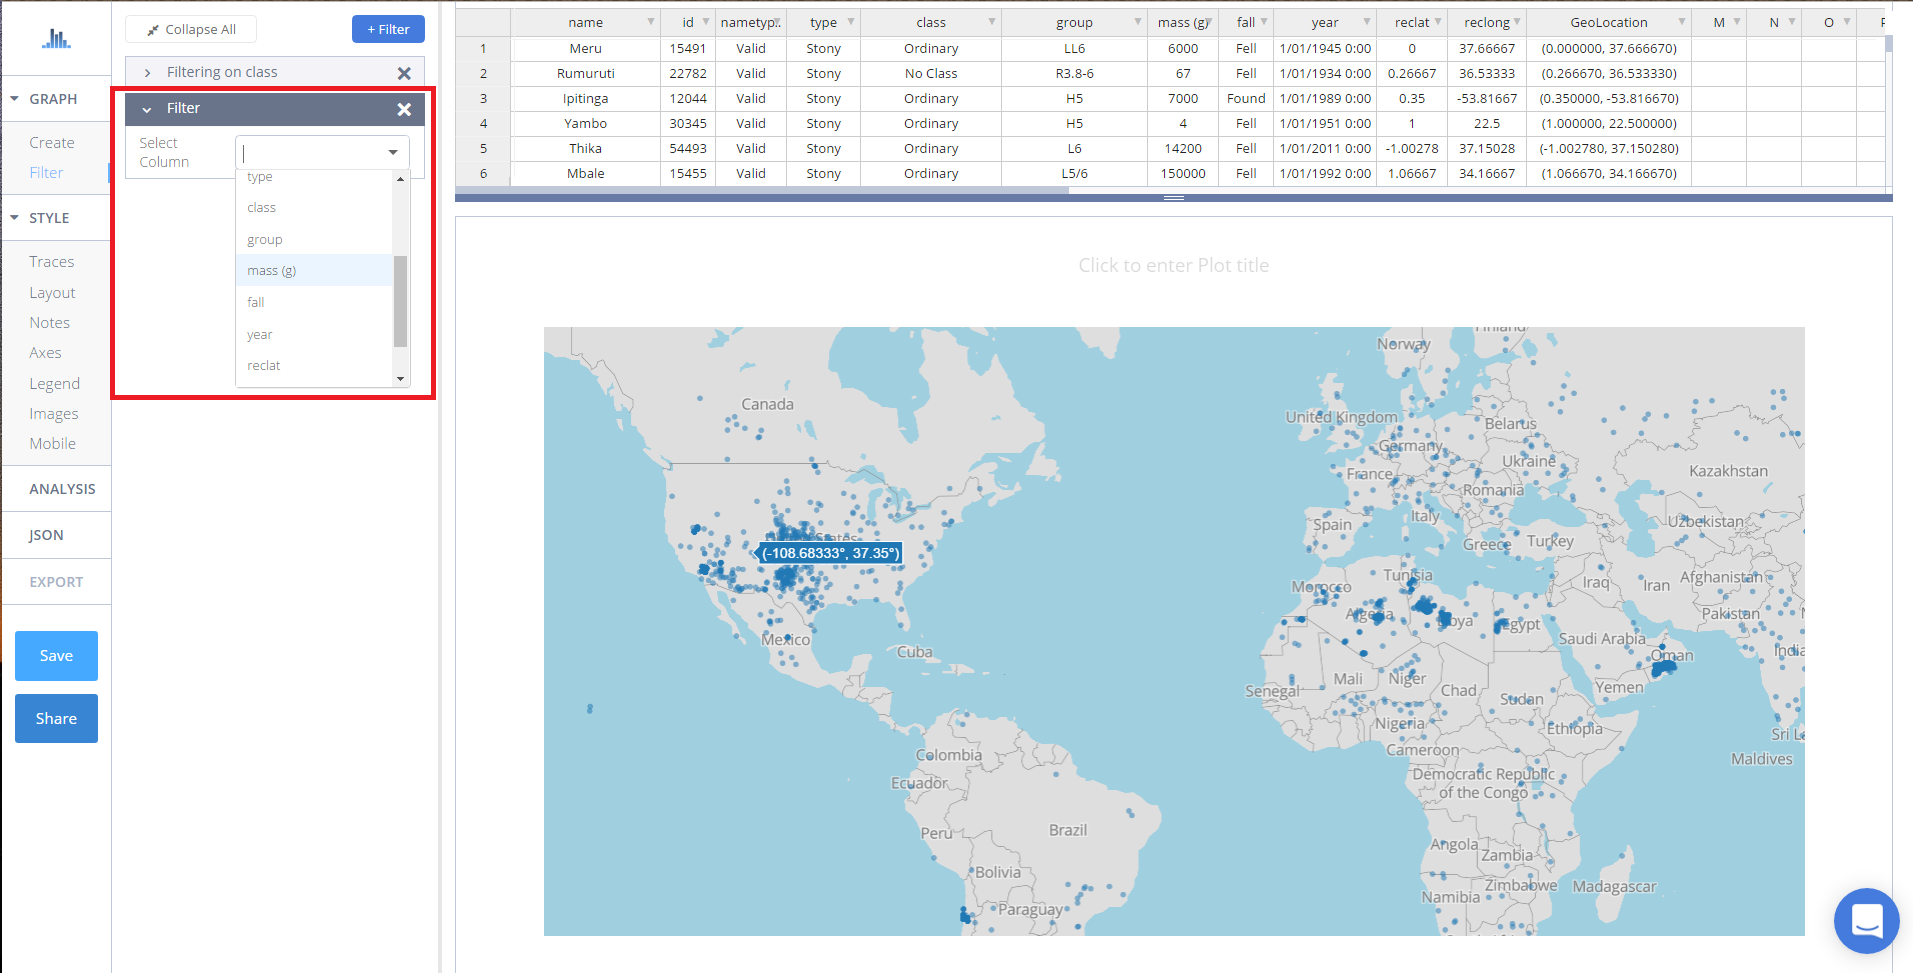 Collapse All
+ Filter
Filtering on class
Filter
Select
Column
type
class
group
mass (g)
fall
year
reclat
GRAPH
Create
Filter
STYLE
Traces
Layout
Notes
Axes
Legend
Images
Mobile
ANALYSIS
JSON
EXPORT
Save
Share
name id nametyp... type class group mass (g) fall year reclat reclong GeoLocation M N O
1 Meru 15491 Valid Stony Ordinary LL6 6000 Fell 1/01/1945 0:00 0 37.66667 (0.000000, 37.666670)
2 Rumuruti 22782 Valid Stony No Class R3.8-6 67 Fell 1/01/1934 0:00 0.26667 36.53333 (0.266670, 36.533330)
3 Ipitinga 12044 Valid Stony Ordinary H5 7000 Found 1/01/1989 0:00 0.35 -53.81667 (0.350000, -53.816670)
4 Yambo 30345 Valid Stony Ordinary H5 4 Fell 1/01/1951 0:00 1 22.5 (1.000000, 22.500000)
5 Thika 54493 Valid Stony Ordinary L6 14200 Fell 1/01/2011 0:00 -1.00278 37.15028 (-1.002780, 37.150280)
6 Mbale 15455 Valid Stony Ordinary L5/6 150000 Fell 1/01/1992 0:00 1.06667 34.16667 (1.066670, 34.166670)
Click to enter Plot title
Finland
Norway
Canada
United Kingdom
Belarus
Germany
Ukraine
France
Kazakhstan
Romania
Italy
Spain
Uzbekistan
States
Greece
Turkey
(-108.68333°, 37.35°)
Tunisia
Afghanistan
Iraq
Iran
Morocco
Algeria
Pakistan
Egypt
Mexico
Saudi Arabia
Cuba
India
Oman
Mali
Niger
Senegal
Chad
Yemen
Sudan
Nigeria
Ethiopia
Sri Le
Cameroon
Colombia
Maldives
Democratic Republic
of the Congo
Ecuador
Brazil
Peru
Angola
Zambia
Bolivia
Zimbabwe
Madagascar
Namibia
Paraguay